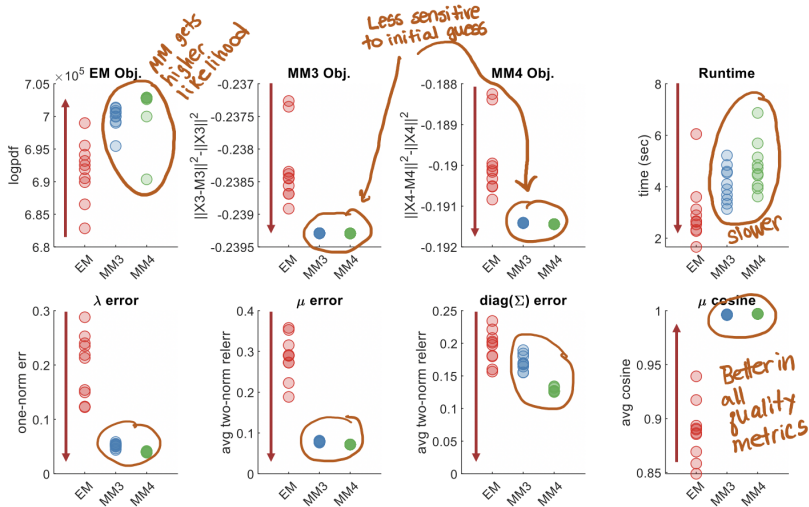 Less sensitive
to initial guess
MM gets
higher
likelihood
×10⁵
EM Obj.
7.05
7
6.95
6.9
6.85
6.8
logpdf
EM
MM3
MM4
MM3 Obj.
-0.237
-0.2375
-0.238
-0.2385
-0.239
-0.2395
||X3-M3||²-||X3||²
EM
MM3
MM4
MM4 Obj.
-0.188
-0.189
-0.19
-0.191
-0.192
||X4-M4||²-||X4||²
EM
MM3
MM4
Runtime
8
6
4
2
time (sec)
EM
MM3
MM4
slower
λ error
0.3
0.2
0.1
0
one-norm err
EM
MM3
MM4
μ error
0.4
0.3
0.2
0.1
0
avg two-norm relerr
EM
MM3
MM4
diag(Σ) error
0.25
0.2
0.15
0.1
0.05
0
avg two-norm relerr
EM
MM3
MM4
μ cosine
1
0.95
0.9
0.85
avg cosine
EM
MM3
MM4
Better in
all
quality
metrics